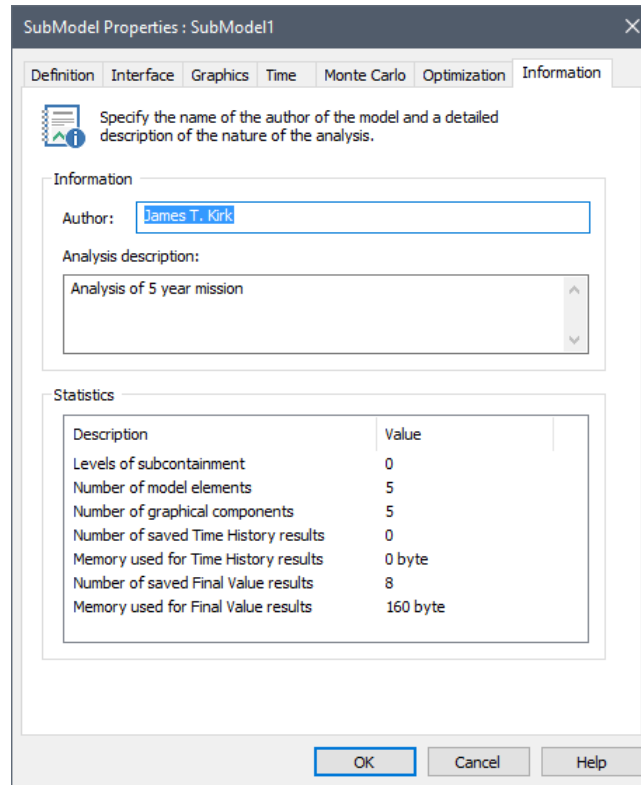 SubModel Properties : SubModel1
Definition Interface Graphics Time Monte Carlo Optimization Information
Specify the name of the author of the model and a detailed
description of the nature of the analysis.
Information
Author: James T. Kirk
Analysis description:
Analysis of 5 year mission
Statistics
Description Value
Levels of subcontainment 0
Number of model elements 5
Number of graphical components 5
Number of saved Time History results 0
Memory used for Time History results 0 byte
Number of saved Final Value results 8
Memory used for Final Value results 160 byte
OK Cancel Help